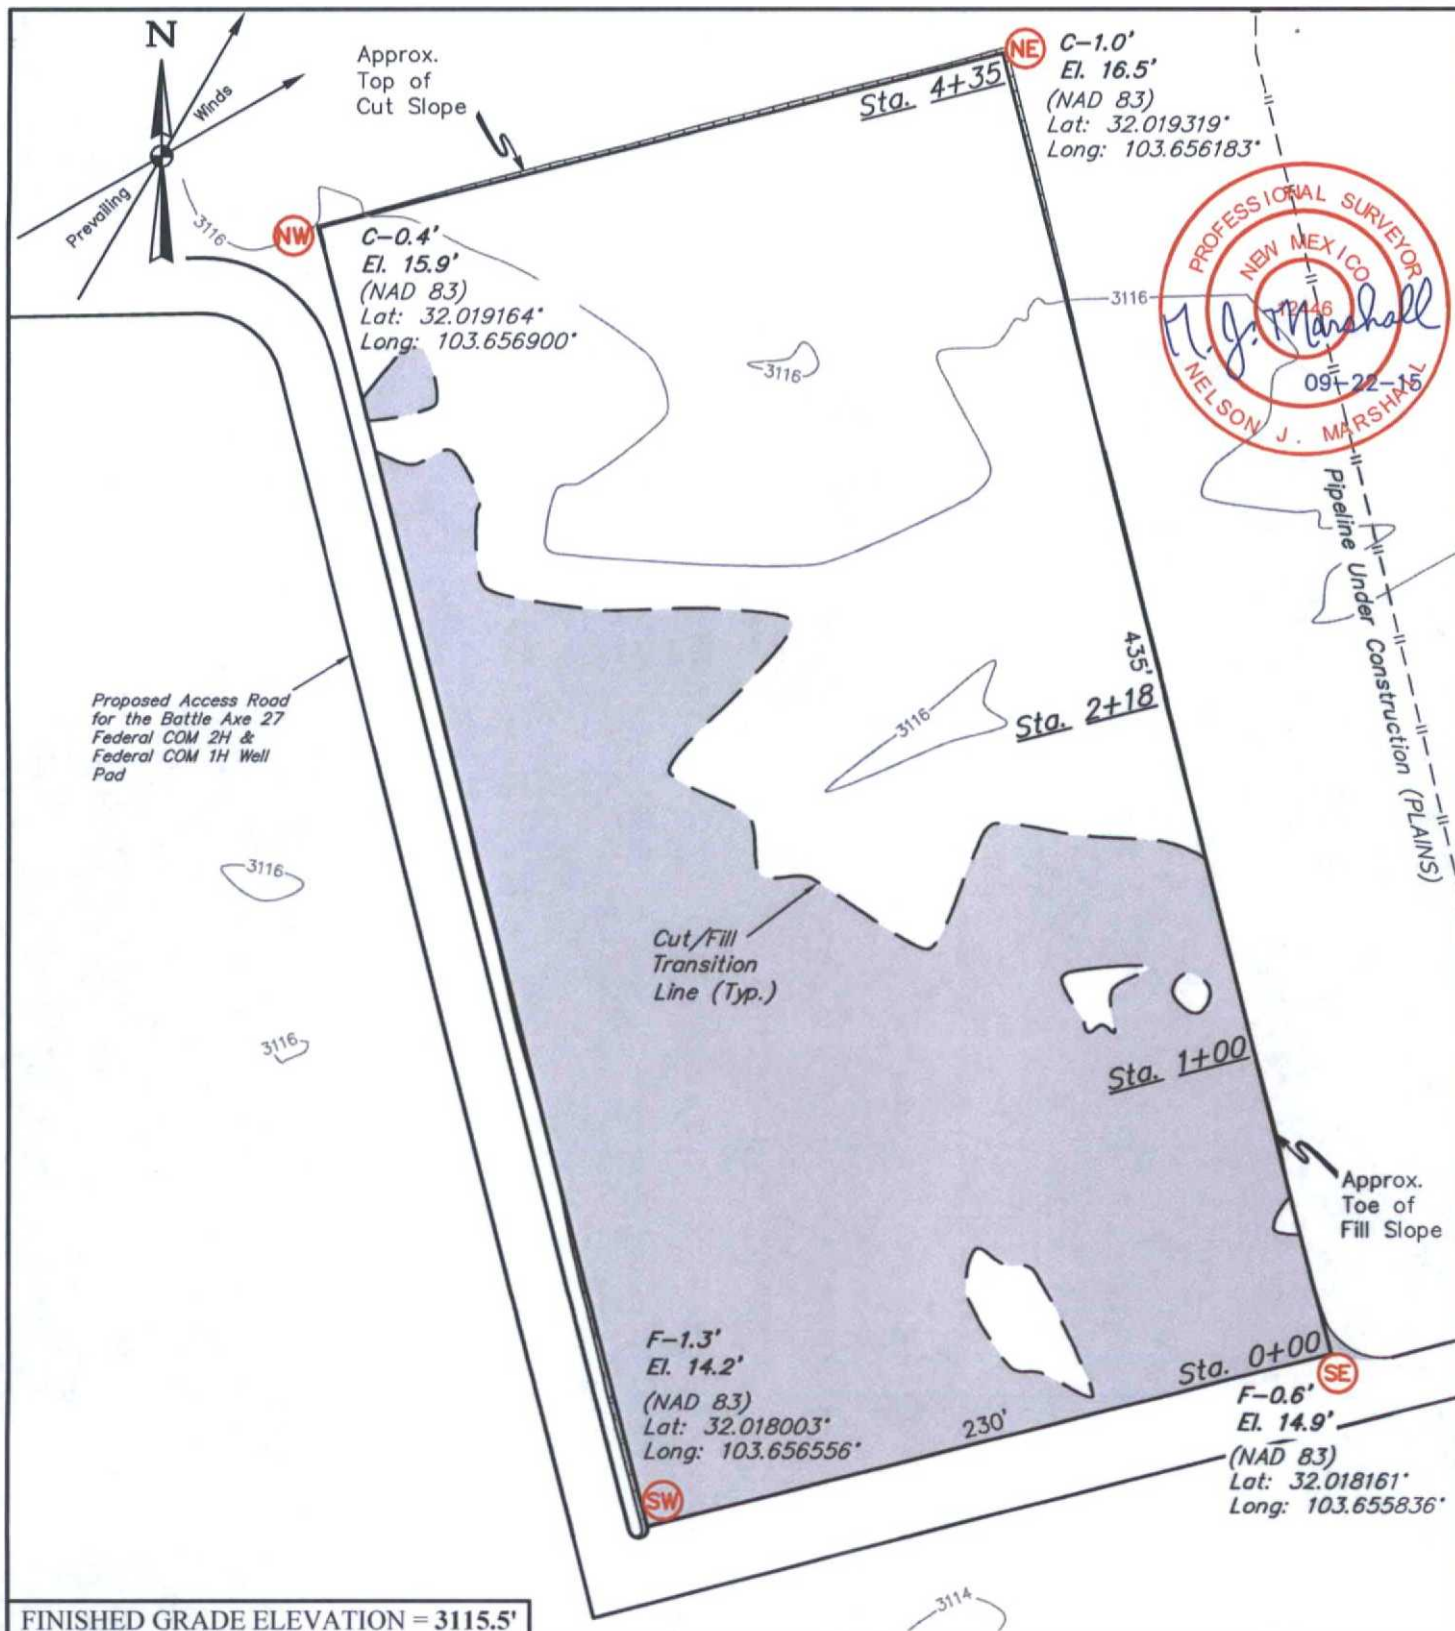 N
Winds
Prevailing
Approx.
Top of
Cut Slope
NE
C-1.0'
El. 16.5'
(NAD 83)
Lat: 32.019319°
Long: 103.656183°
Sta. 4+35
PROFESSIONAL SURVEYOR
NEW MEXICO
12446
N. J. Marshall
09-22-15
NELSON J. MARSHALL
3116
NW
C-0.4'
El. 15.9'
(NAD 83)
Lat: 32.019164°
Long: 103.656900°
3116
3116
Pipeline Under Construction (PLAINS)
435'
Sta. 2+18
3116
Proposed Access Road
for the Battle Axe 27
Federal COM 2H &
Federal COM 1H Well
Pad
3116
3116
Cut/Fill
Transition
Line (Typ.)
Sta. 1+00
Approx.
Toe of
Fill Slope
F-1.3'
El. 14.2'
(NAD 83)
Lat: 32.018003°
Long: 103.656556°
SW
230'
Sta. 0+00
SE
F-0.6'
El. 14.9'
(NAD 83)
Lat: 32.018161°
Long: 103.655836°
3114
FINISHED GRADE ELEVATION = 3115.5'